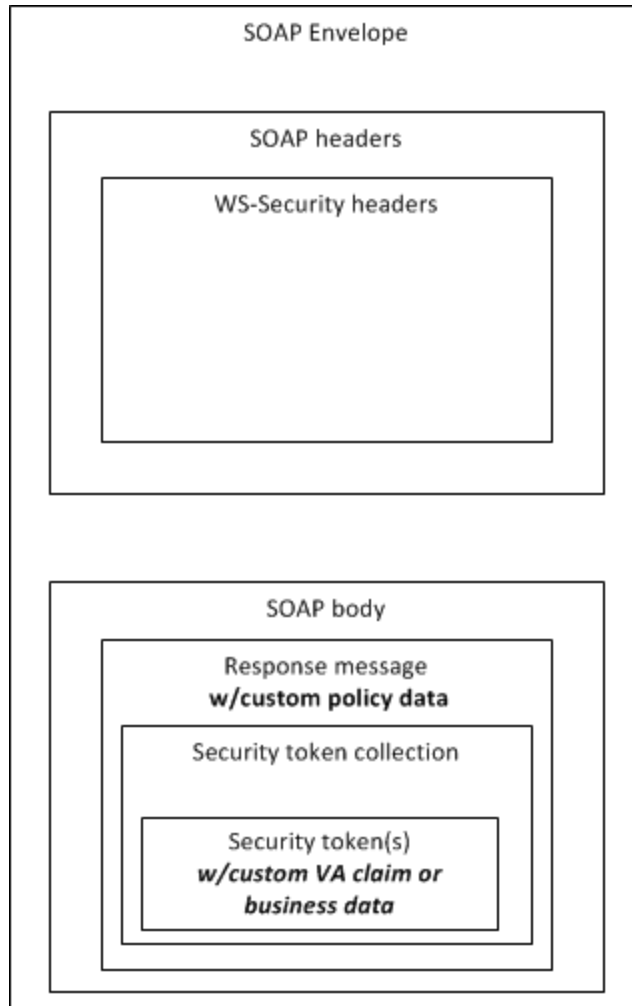 SOAP Envelope
SOAP headers
WS-Security headers
SOAP body
Response message
w/custom policy data
Security token collection
Security token(s)
w/custom VA claim or
business data